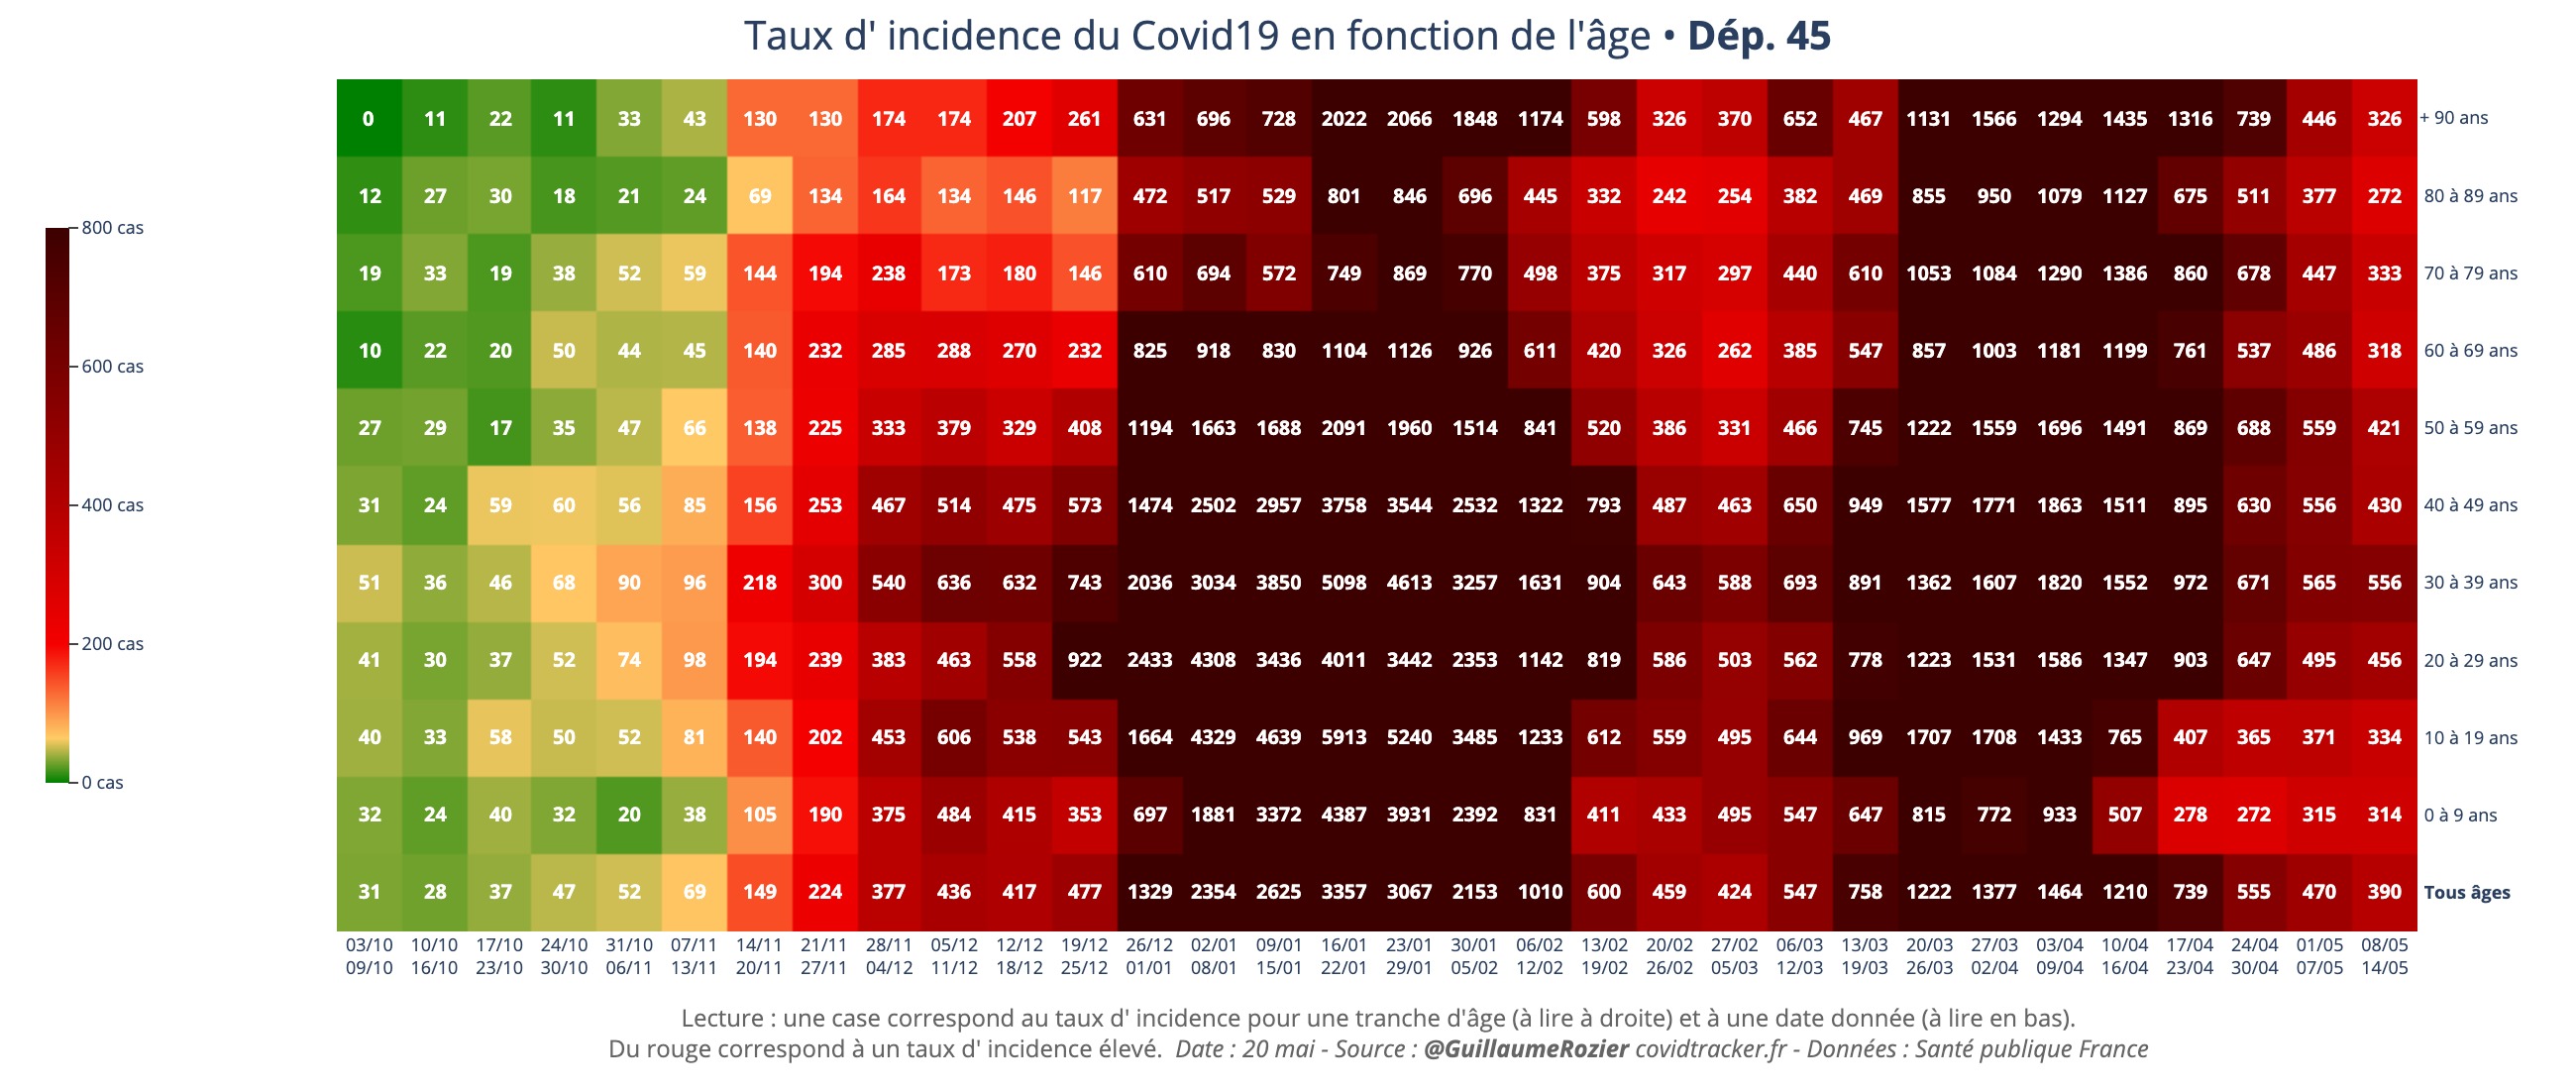 Taux d' incidence du Covid19 en fonction de l'âge • Dép. 45
800 cas
600 cas
400 cas
200 cas
0 cas
0 11 22 11 33 43 130 130 174 174 207 261 631 696 728 2022 2066 1848 1174 598 326 370 652 467 1131 1566 1294 1435 1316 739 446 326 + 90 ans
12 27 30 18 21 24 69 134 164 134 146 117 472 517 529 801 846 696 445 332 242 254 382 469 855 950 1079 1127 675 511 377 272 80 à 89 ans
19 33 19 38 52 59 144 194 238 173 180 146 610 694 572 749 869 770 498 375 317 297 440 610 1053 1084 1290 1386 860 678 447 333 70 à 79 ans
10 22 20 50 44 45 140 232 285 288 270 232 825 918 830 1104 1126 926 611 420 326 262 385 547 857 1003 1181 1199 761 537 486 318 60 à 69 ans
27 29 17 35 47 66 138 225 333 379 329 408 1194 1663 1688 2091 1960 1514 841 520 386 331 466 745 1222 1559 1696 1491 869 688 559 421 50 à 59 ans
31 24 59 60 56 85 156 253 467 514 475 573 1474 2502 2957 3758 3544 2532 1322 793 487 463 650 949 1577 1771 1863 1511 895 630 556 430 40 à 49 ans
51 36 46 68 90 96 218 300 540 636 632 743 2036 3034 3850 5098 4613 3257 1631 904 643 588 693 891 1362 1607 1820 1552 972 671 565 556 30 à 39 ans
41 30 37 52 74 98 194 239 383 463 558 922 2433 4308 3436 4011 3442 2353 1142 819 586 503 562 778 1223 1531 1586 1347 903 647 495 456 20 à 29 ans
40 33 58 50 52 81 140 202 453 606 538 543 1664 4329 4639 5913 5240 3485 1233 612 559 495 644 969 1707 1708 1433 765 407 365 371 334 10 à 19 ans
32 24 40 32 20 38 105 190 375 484 415 353 697 1881 3372 4387 3931 2392 831 411 433 495 547 647 815 772 933 507 278 272 315 314 0 à 9 ans
31 28 37 47 52 69 149 224 377 436 417 477 1329 2354 2625 3357 3067 2153 1010 600 459 424 547 758 1222 1377 1464 1210 739 555 470 390 Tous âges
03/10 10/10 17/10 24/10 31/10 07/11 14/11 21/11 28/11 05/12 12/12 19/12 26/12 02/01 09/01 16/01 23/01 30/01 06/02 13/02 20/02 27/02 06/03 13/03 20/03 27/03 03/04 10/04 17/04 24/04 01/05 08/05
09/10 16/10 23/10 30/10 06/11 13/11 20/11 27/11 04/12 11/12 18/12 25/12 01/01 08/01 15/01 22/01 29/01 05/02 12/02 19/02 26/02 05/03 12/03 19/03 26/03 02/04 09/04 16/04 23/04 30/04 07/05 14/05
Lecture : une case correspond au taux d' incidence pour une tranche d'âge (à lire à droite) et à une date donnée (à lire en bas).
Du rouge correspond à un taux d' incidence élevé. Date : 20 mai - Source : @GuillaumeRozier covidtracker.fr - Données : Santé publique France